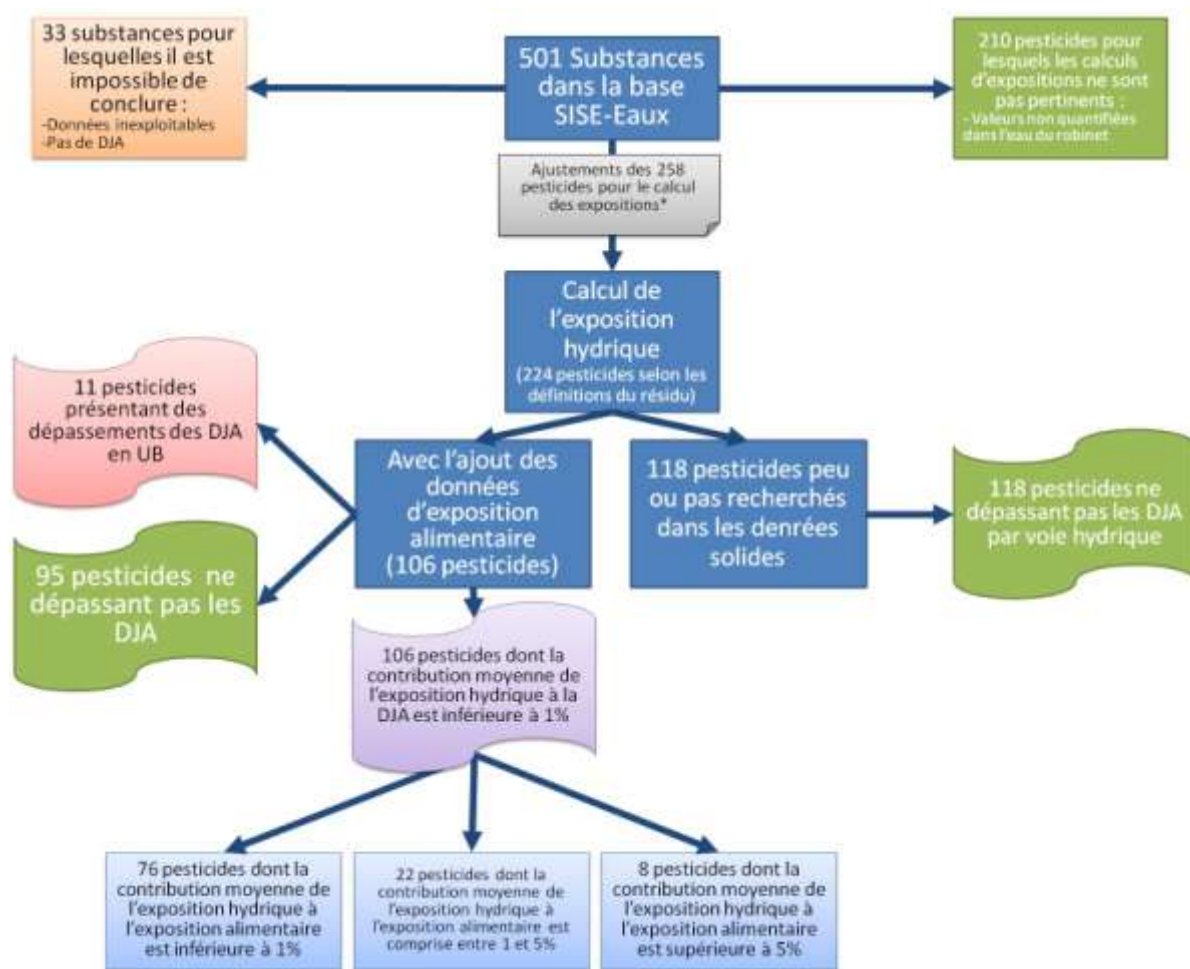 33 substances pour
lesquelles il est
impossible de
conclure :
-Données inexploitables
-Pas de DJA
501 Substances
dans la base
SISE-Eaux
210 pesticides pour
lesquels les calculs
d'expositions ne sont
pas pertinents :
- Valeurs non quantifiées
dans l'eau du robinet
Ajustements des 258
pesticides pour le calcul
des expositions*
Calcul de
l'exposition
hydrique
(224 pesticides selon les
définitions du résidu)
11 pesticides
présentant des
dépassements des DJA
en UB
Avec l'ajout des
données
d'exposition
alimentaire
(106 pesticides)
118 pesticides peu
ou pas recherchés
dans les denrées
solides
118 pesticides ne
dépassant pas les DJA
par voie hydrique
95 pesticides ne
dépassant pas les
DJA
106 pesticides dont la
contribution moyenne de
l'exposition hydrique à la
DJA est inférieure à 1%
76 pesticides dont la
contribution moyenne de
l'exposition hydrique à
l'exposition alimentaire
est inférieure à 1%
22 pesticides dont la
contribution moyenne de
l'exposition hydrique à
l'exposition alimentaire est
comprise entre 1 et 5%
8 pesticides dont la
contribution moyenne de
l'exposition hydrique à
l'exposition alimentaire
est supérieure à 5%